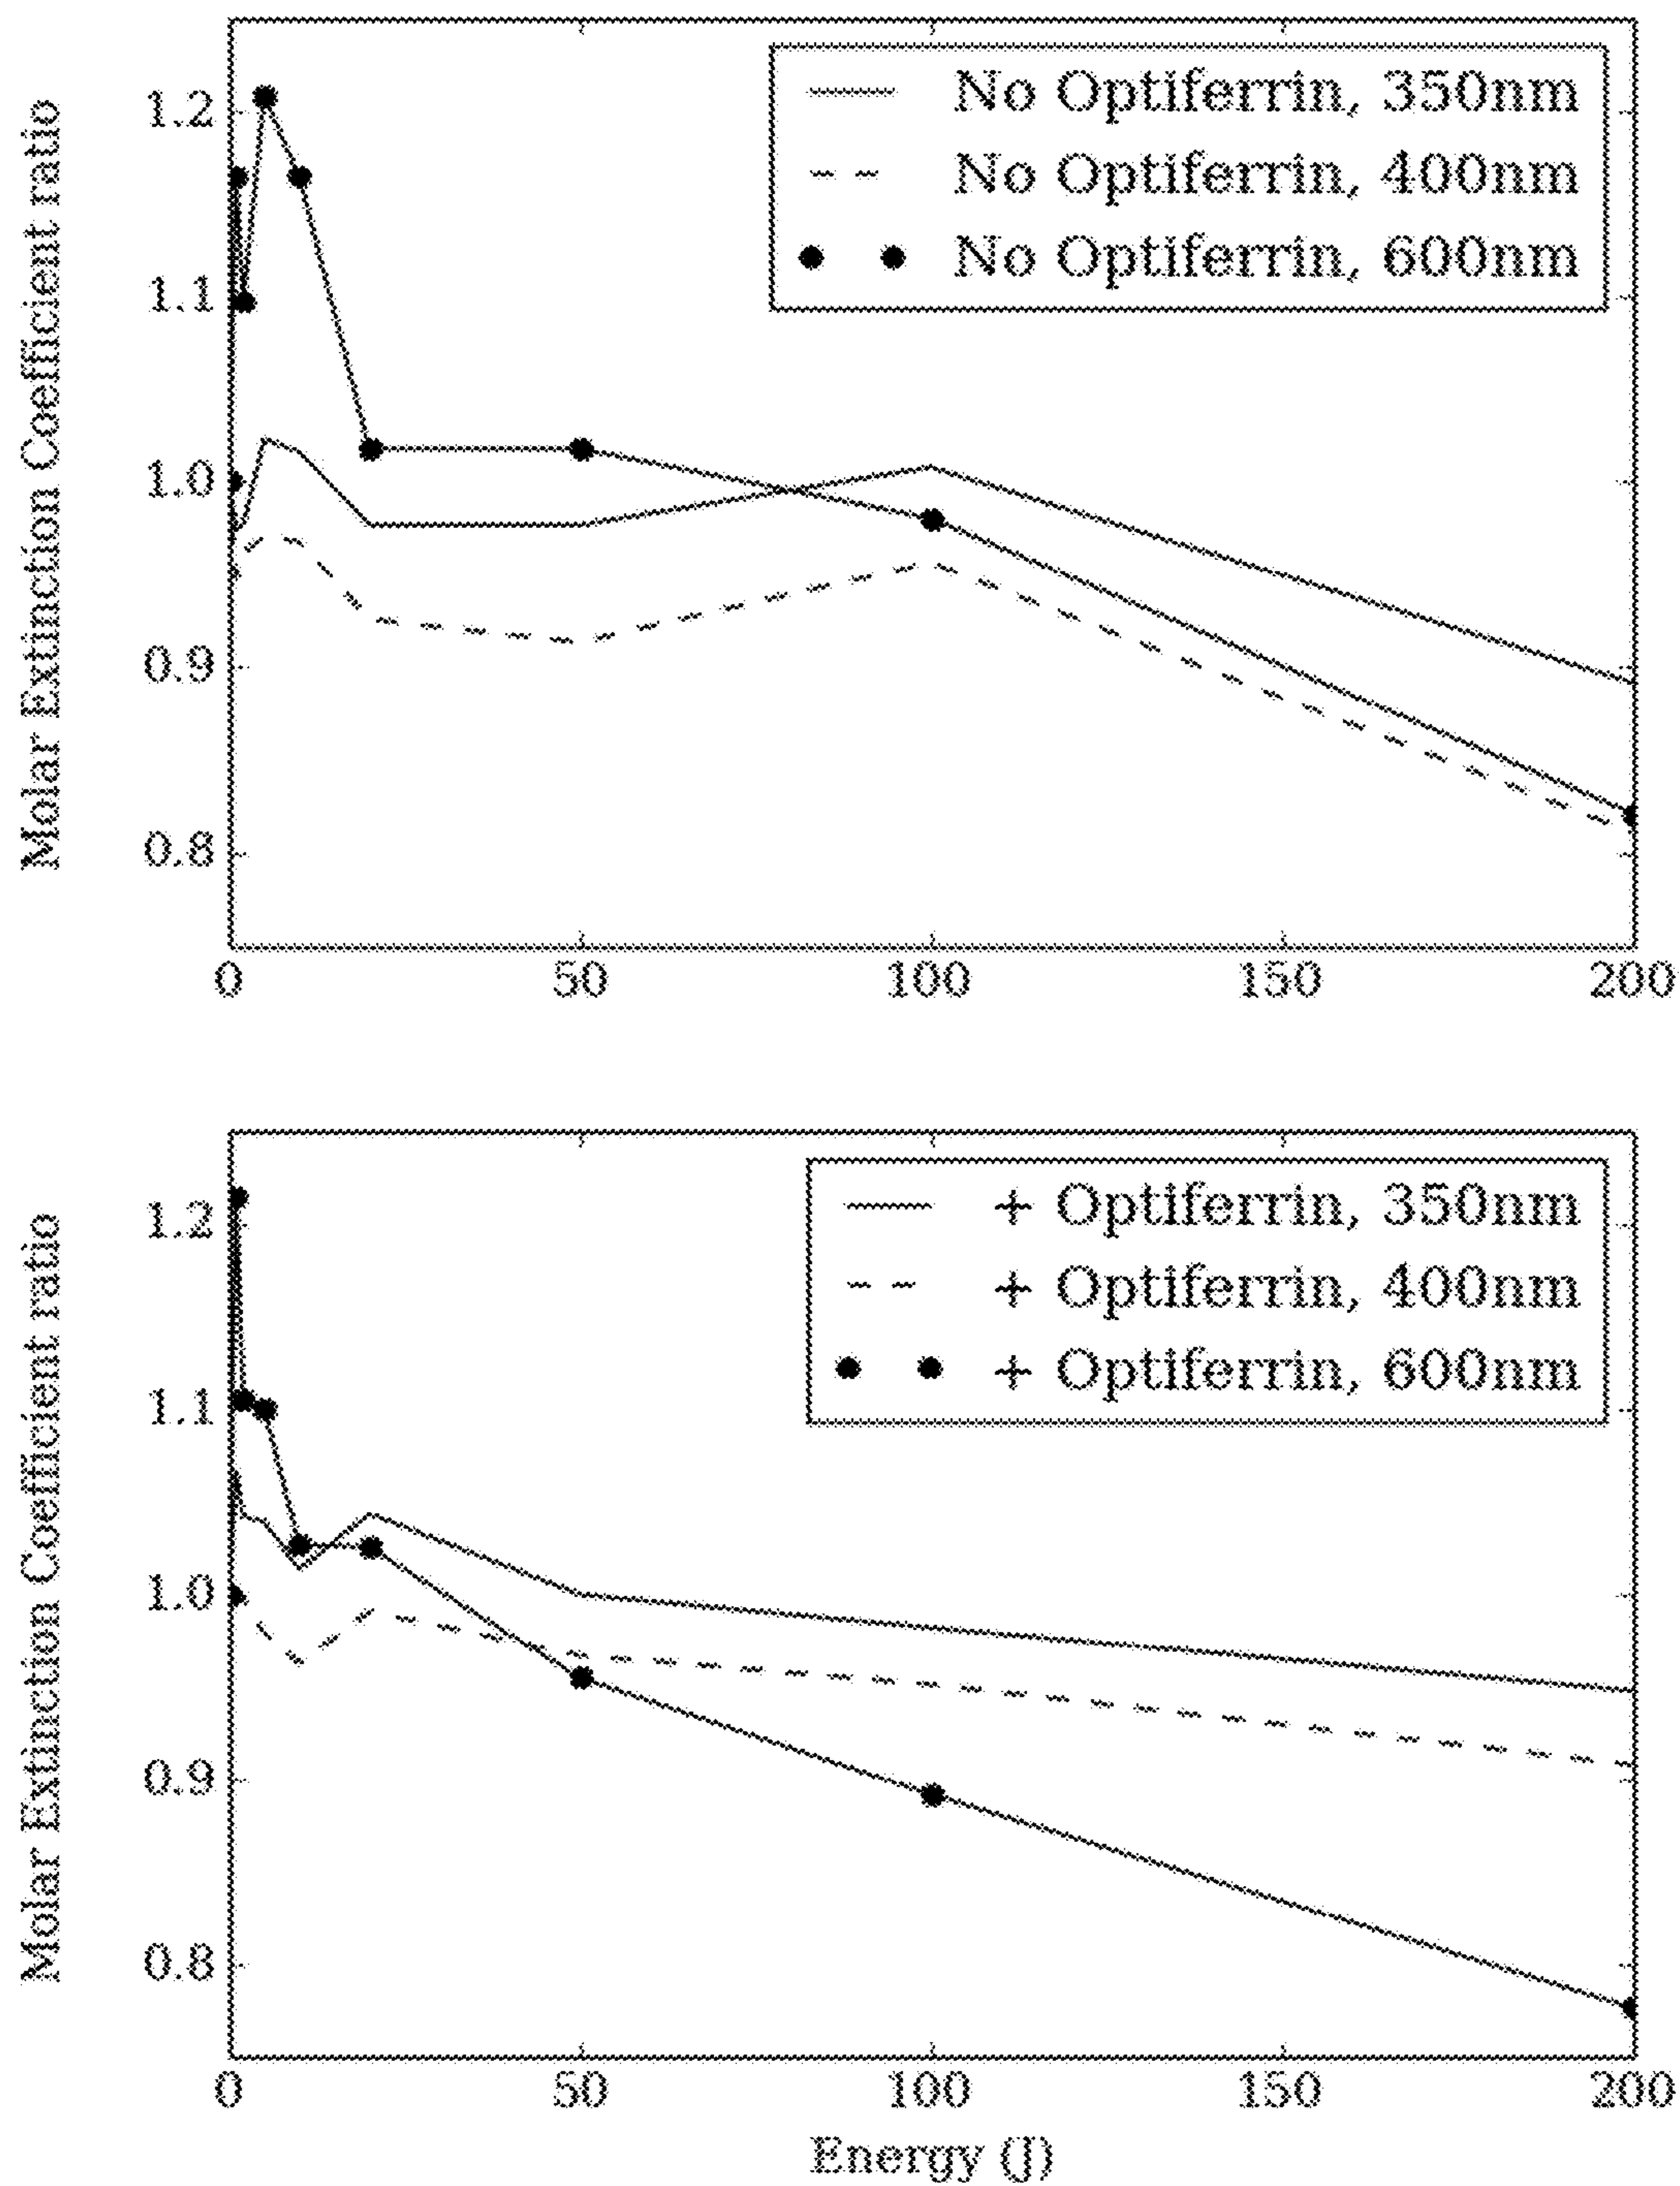 Molar Extinction Coefficient ratio
1.2
1.1
1.0
0.9
0.8
No Optiferrin, 350nm
No Optiferrin, 400nm
No Optiferrin, 600nm
0 50 100 150 200
Molar Extinction Coefficient ratio
1.2
1.1
1.0
0.9
0.8
+ Optiferrin, 350nm
+ Optiferrin, 400nm
+ Optiferrin, 600nm
0 50 100 150 200
Energy (J)